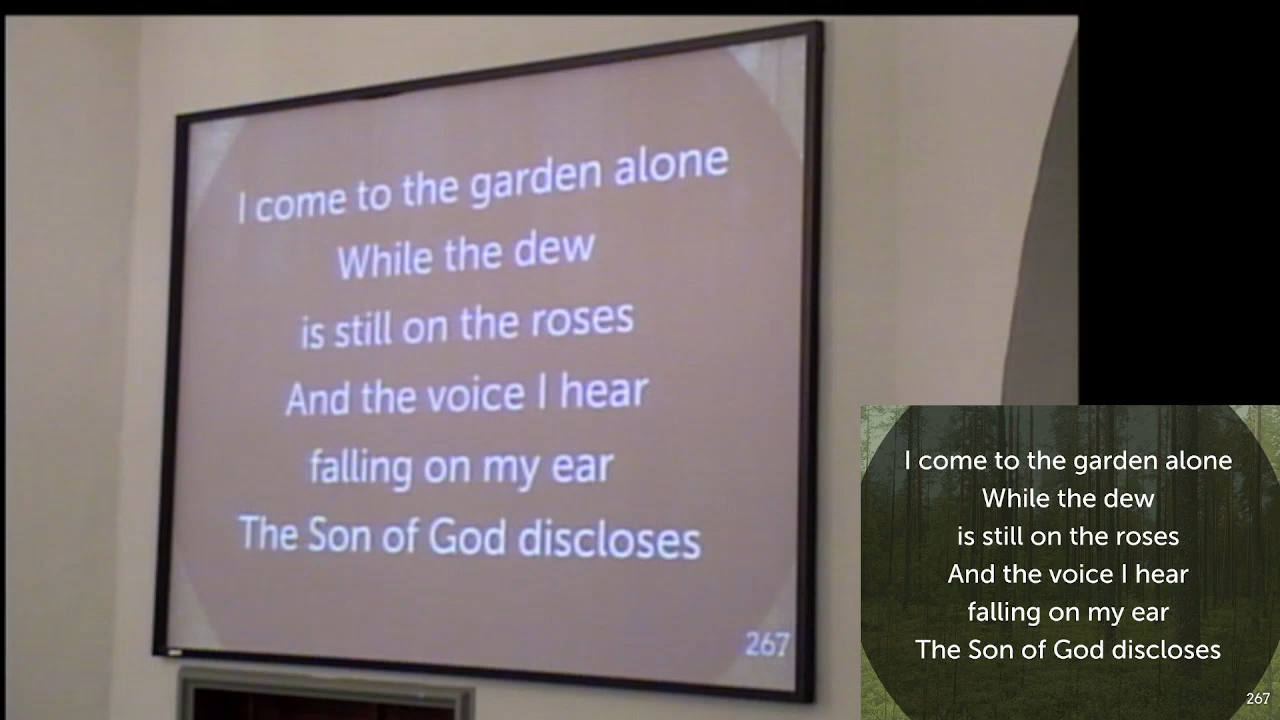 I come to the garden alone
While the dew
is still on the roses
And the voice I hear
falling on my ear
The Son of God discloses
267
I come to the garden alone
While the dew
is still on the roses
And the voice I hear
falling on my ear
The Son of God discloses
267